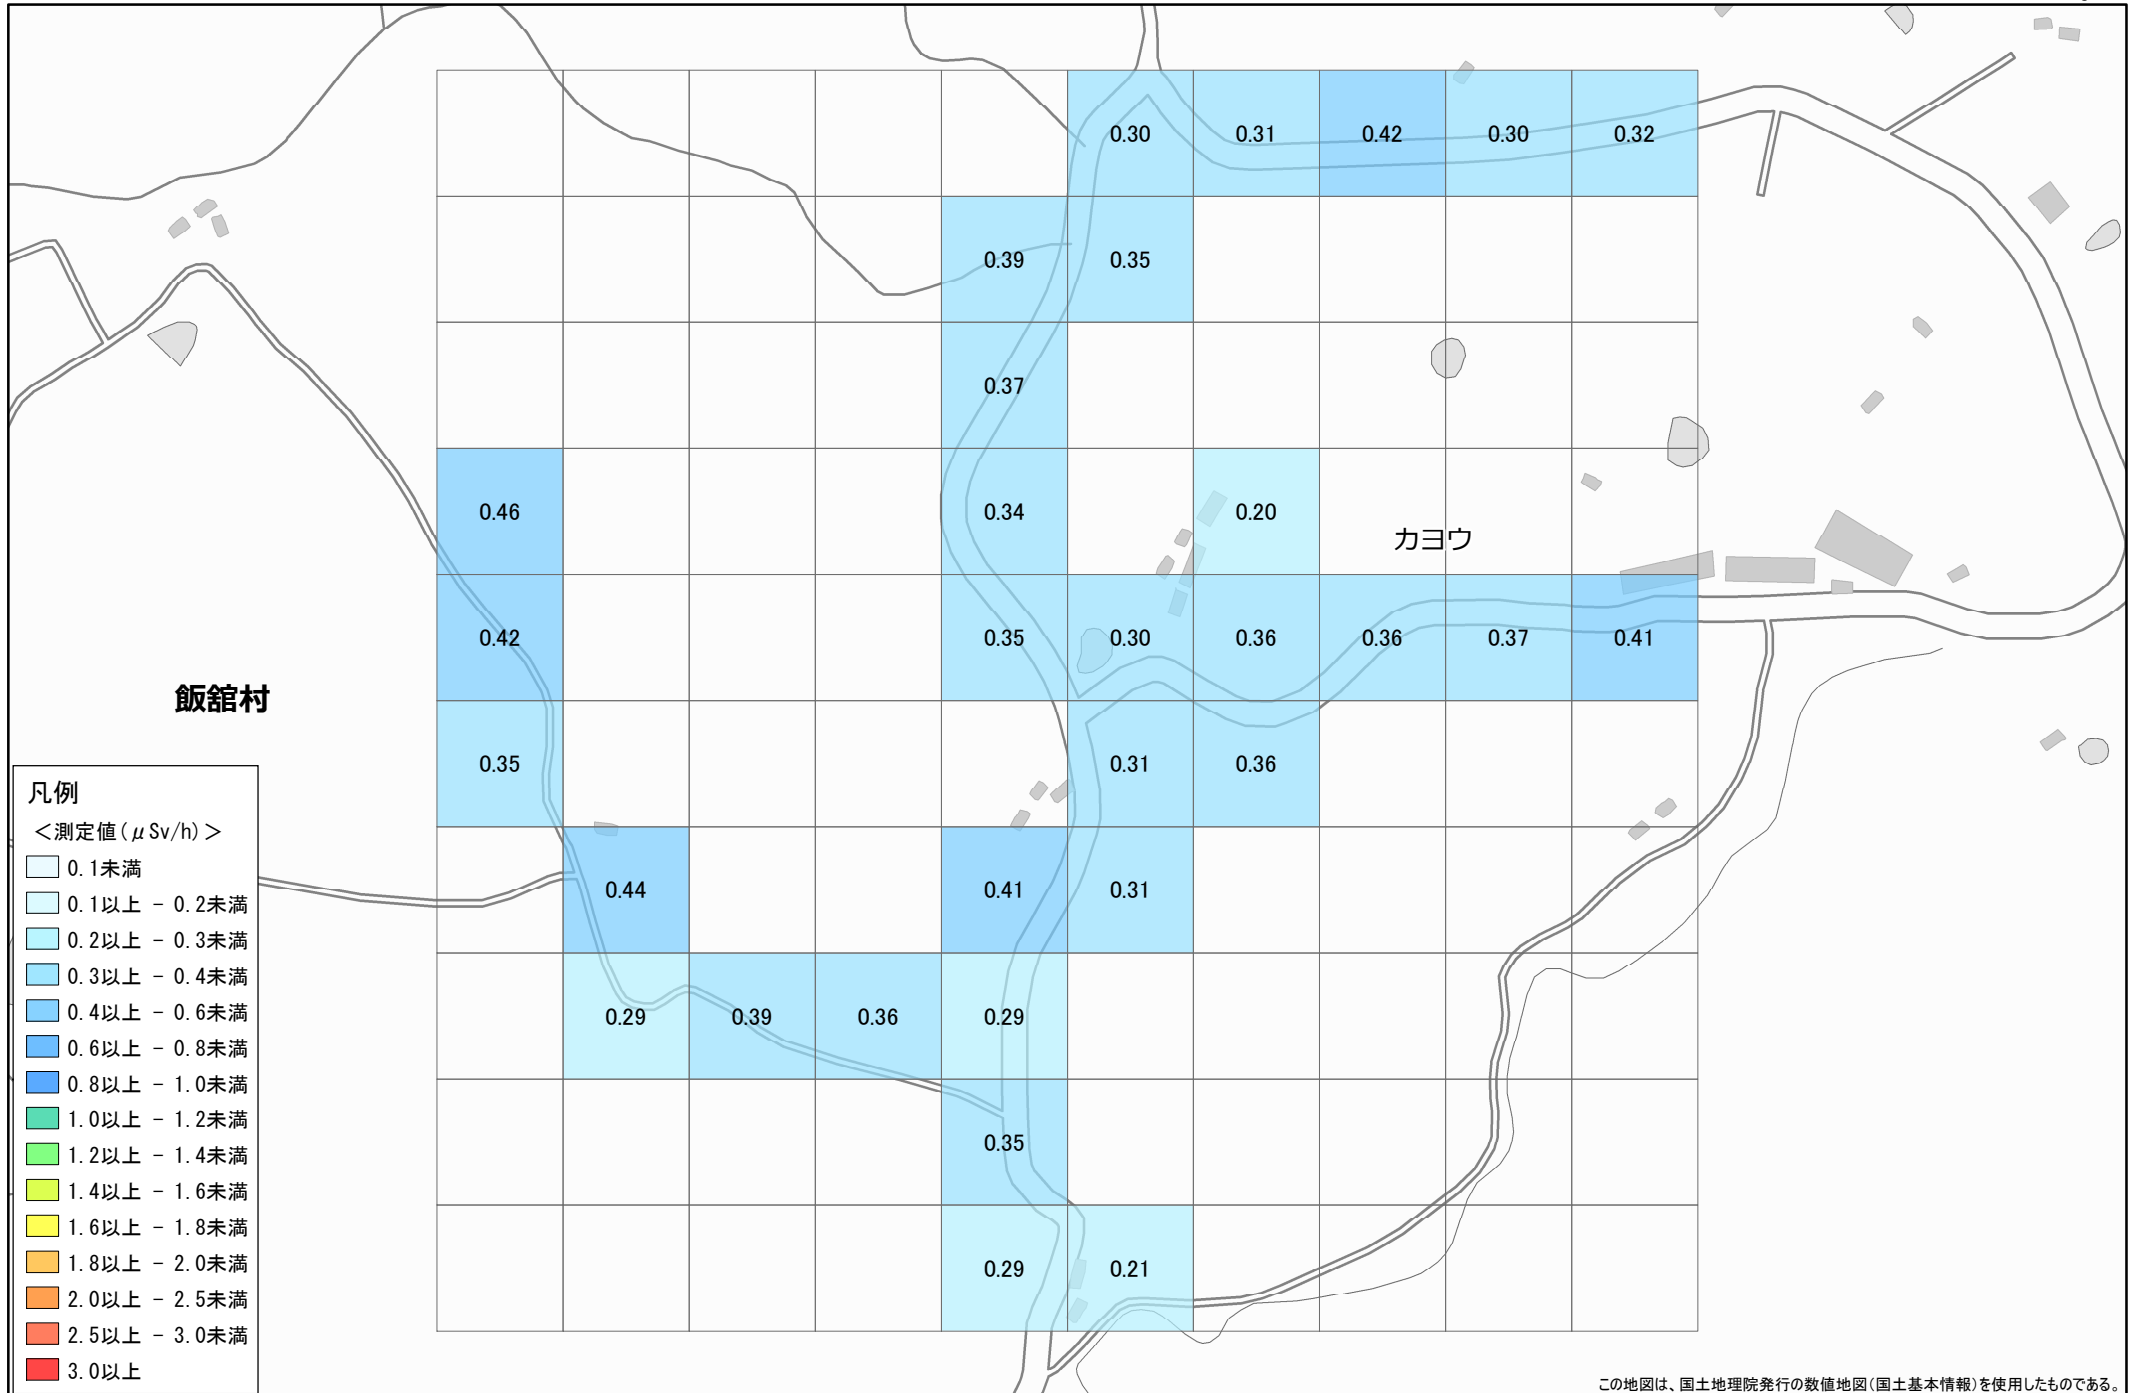 0.30 0.31 0.42 0.30 0.32
0.39 0.35
0.37
0.46 0.34 0.20
カヨウ
0.42 0.35 0.30 0.36 0.36 0.37 0.41
飯舘村
0.35 0.31 0.36
0.44 0.41 0.31
0.29 0.39 0.36 0.29
0.35
0.29 0.21
凡例
＜測定値(μSv/h)＞
0.1未満
0.1以上 - 0.2未満
0.2以上 - 0.3未満
0.3以上 - 0.4未満
0.4以上 - 0.6未満
0.6以上 - 0.8未満
0.8以上 - 1.0未満
1.0以上 - 1.2未満
1.2以上 - 1.4未満
1.4以上 - 1.6未満
1.6以上 - 1.8未満
1.8以上 - 2.0未満
2.0以上 - 2.5未満
2.5以上 - 3.0未満
3.0以上
この地図は、国土地理院発行の数値地図(国土基本情報)を使用したものである。